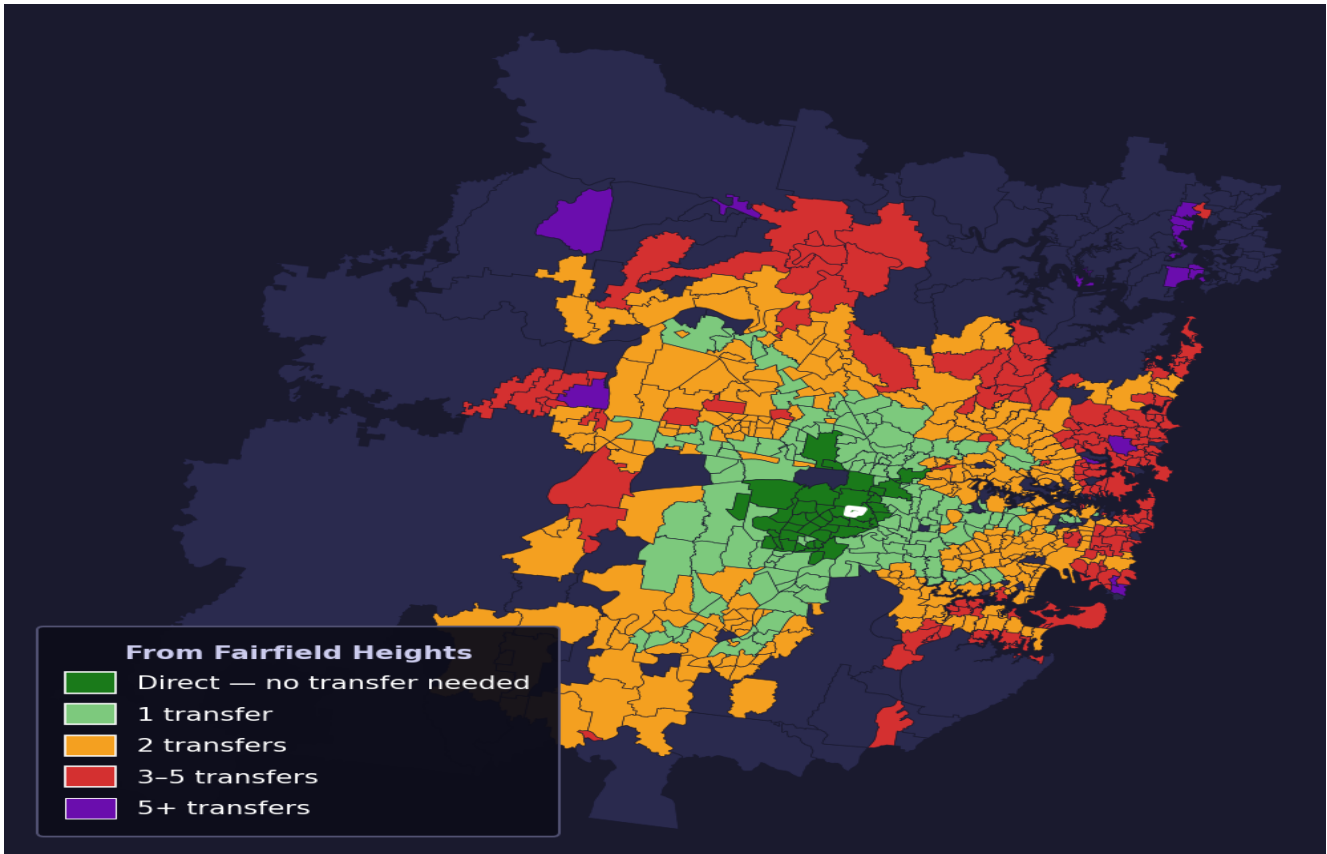 From Fairfield Heights
Direct — no transfer needed
1 transfer
2 transfers
3–5 transfers
5+ transfers